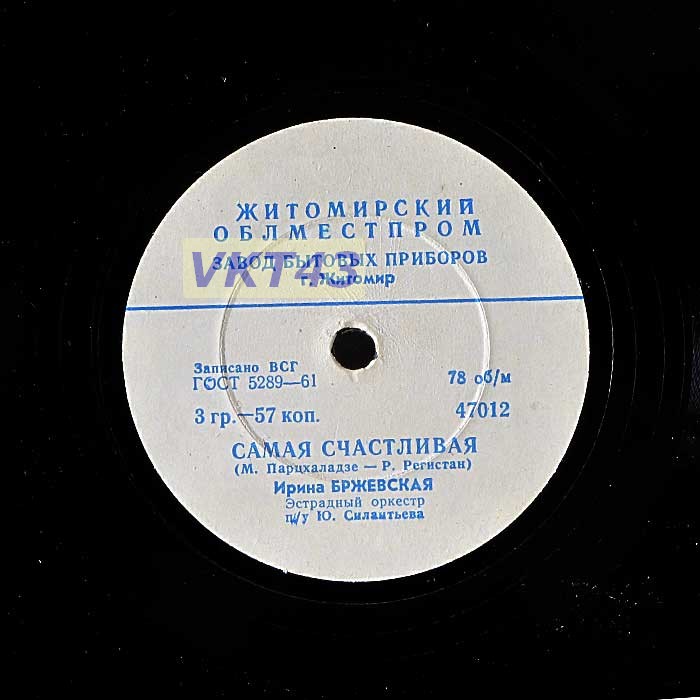 ЖИТОМИРСКИЙ
ОБЛМЕСТПРОМ
VKT43
ЗАВОД БЫТОВЫХ ПРИБОРОВ
г. Житомир
Записано ВСГ
ГОСТ 5289—61
78 об/м
3 гр.—57 коп.
47012
САМАЯ СЧАСТЛИВАЯ
(М. Парцхаладзе — Р. Регистан)
Ирина БРЖЕВСКАЯ
Эстрадный оркестр
п/у Ю. Силантьева